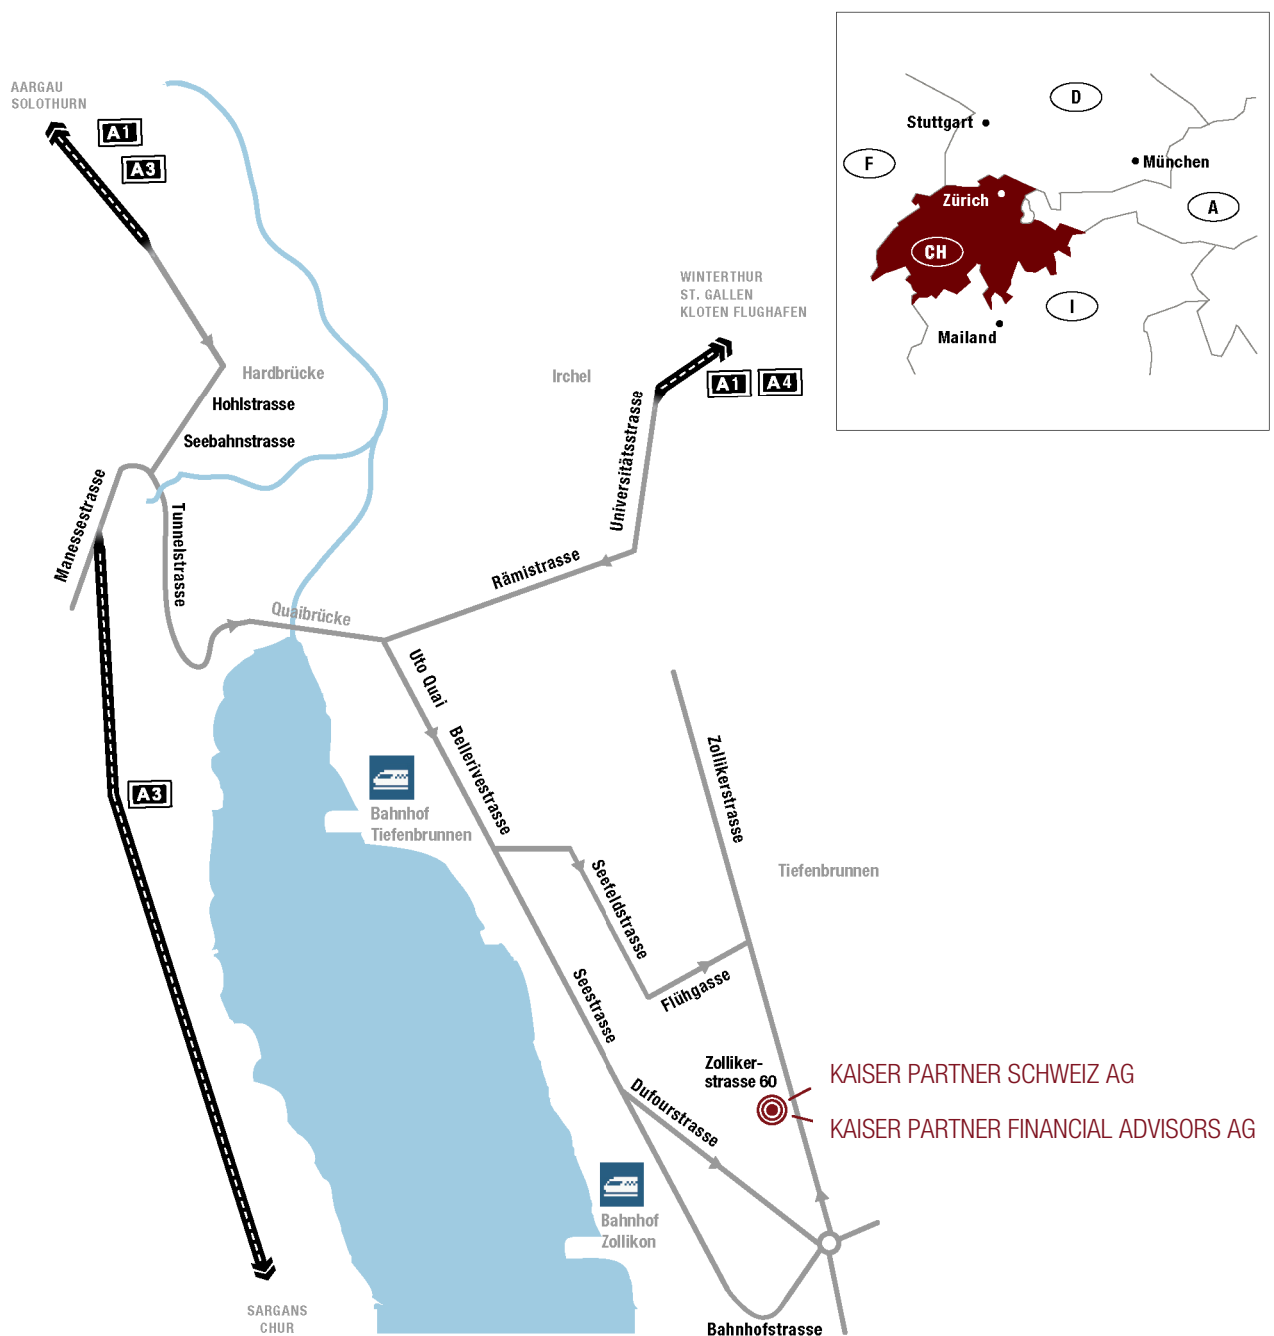 AARGAU
SOLOTHURN
A1
A3
D
Stuttgart
F
München
Zürich
A
CH
I
Mailand
WINTERTHUR
ST. GALLEN
KLOTEN FLUGHAFEN
A1 A4
Hardbrücke
Irchel
Hohlstrasse
Seebahnstrasse
Universitätsstrasse
Manessestrasse
Tunnelstrasse
Rämistrasse
Quaibrücke
Uto Quai
Bellerivestrasse
Zollikerstrasse
A3
Bahnhof
Tiefenbrunnen
Tiefenbrunnen
Seefeldstrasse
Flühgasse
Seestrasse
Zolliker-
strasse 60
KAISER PARTNER SCHWEIZ AG
KAISER PARTNER FINANCIAL ADVISORS AG
Dufourstrasse
Bahnhof
Zollikon
SARGANS
CHUR
Bahnhofstrasse